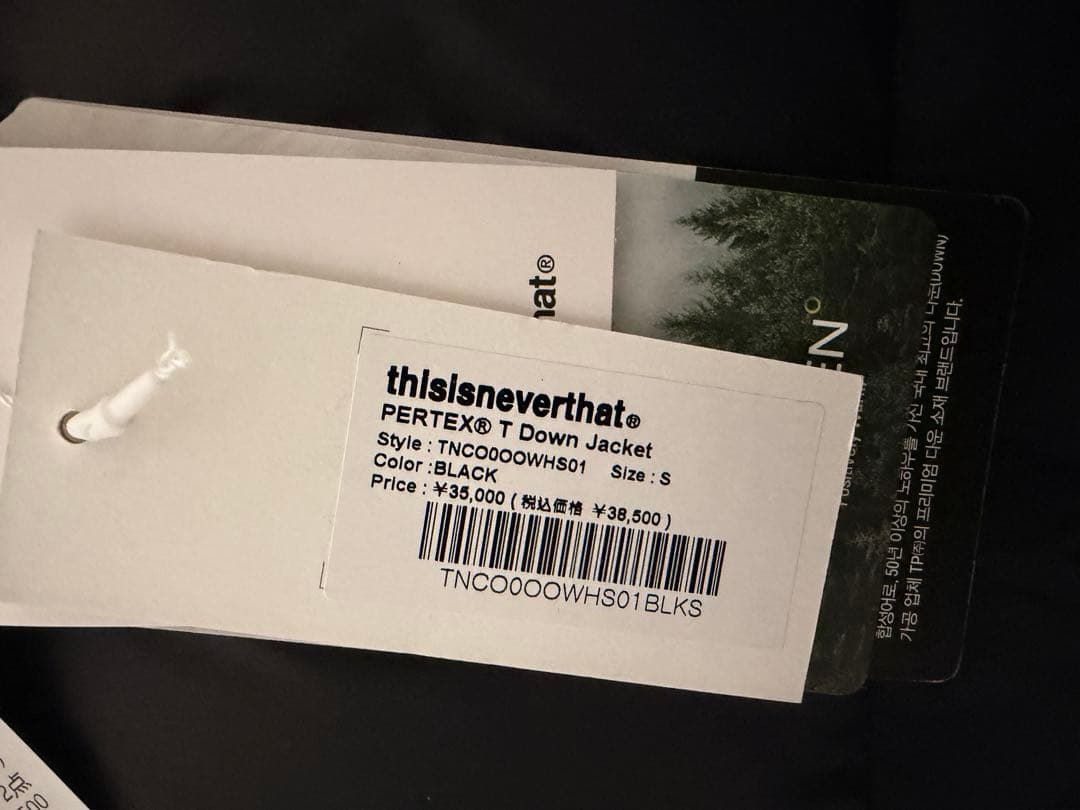 thisisneverthat®
PERTEX® T Down Jacket
Style : TNCO0OOWHS01 Size : S
Color :BLACK
Price : ¥35,000 ( 税込価格 ¥38,500 )
TNCO0OOWHS01BLKS
hat®
EN°
합성어로, 50년 이상의 노하우를 가진 국내 최고의 다운(DOWN)
가공 업체 TP㈜의 프리미엄 다운 소재 브랜드입니다.